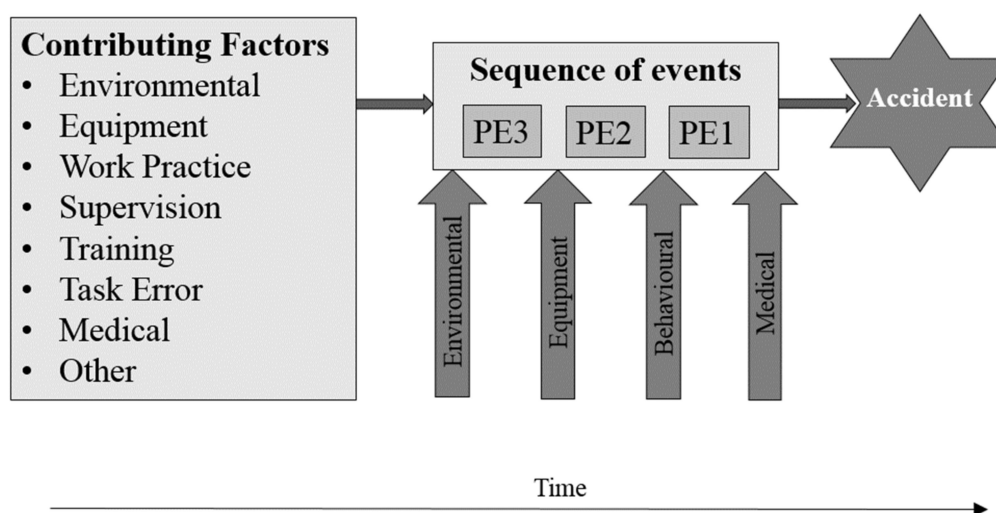 Contributing Factors
• Environmental
• Equipment
• Work Practice
• Supervision
• Training
• Task Error
• Medical
• Other
Sequence of events
PE3 PE2 PE1
Environmental
Equipment
Behavioural
Medical
Accident
Time